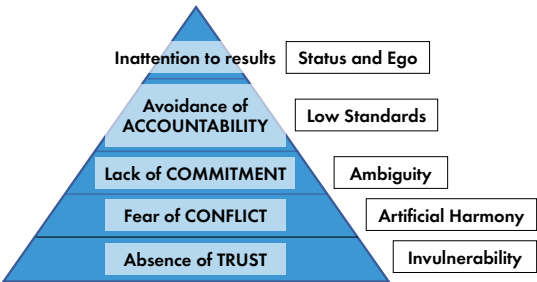 Inattention to results
Status and Ego
Avoidance of
ACCOUNTABILITY
Low Standards
Lack of COMMITMENT
Ambiguity
Fear of CONFLICT
Artificial Harmony
Absence of TRUST
Invulnerability